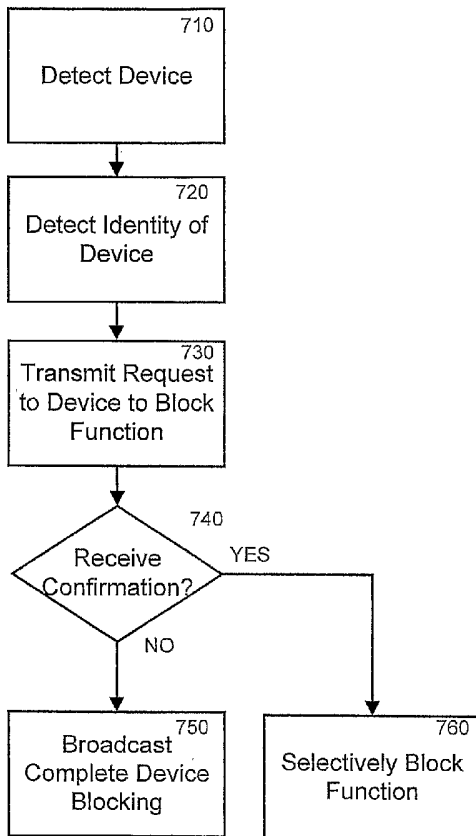 710
Detect Device
720
Detect Identity of
Device
730
Transmit Request
to Device to Block
Function
740
Receive
Confirmation?
YES
NO
750
Broadcast
Complete Device
Blocking
760
Selectively Block
Function